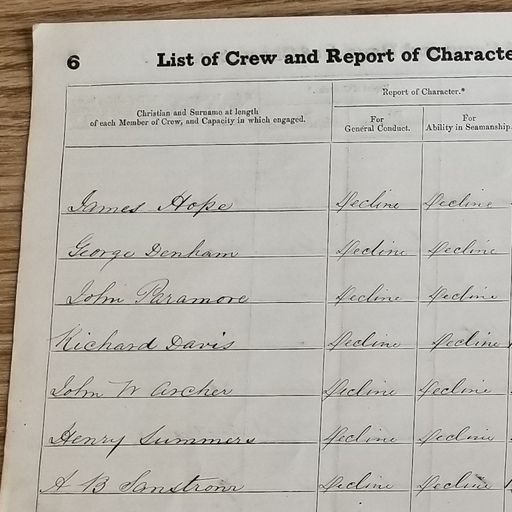 6 List of Crew and Report of Characte
Report of Character.*
Christian and Surname at length
of each Member of Crew, and Capacity in which engaged.
For
General Conduct.
For
Ability in Seamanship.
James Hope Decline Decline
George Denham Decline Decline
John Paramore Decline Decline
Richard Davis Decline Decline
John W Archer Decline Decline
Henry Summers Decline Decline
A B Decline Decline